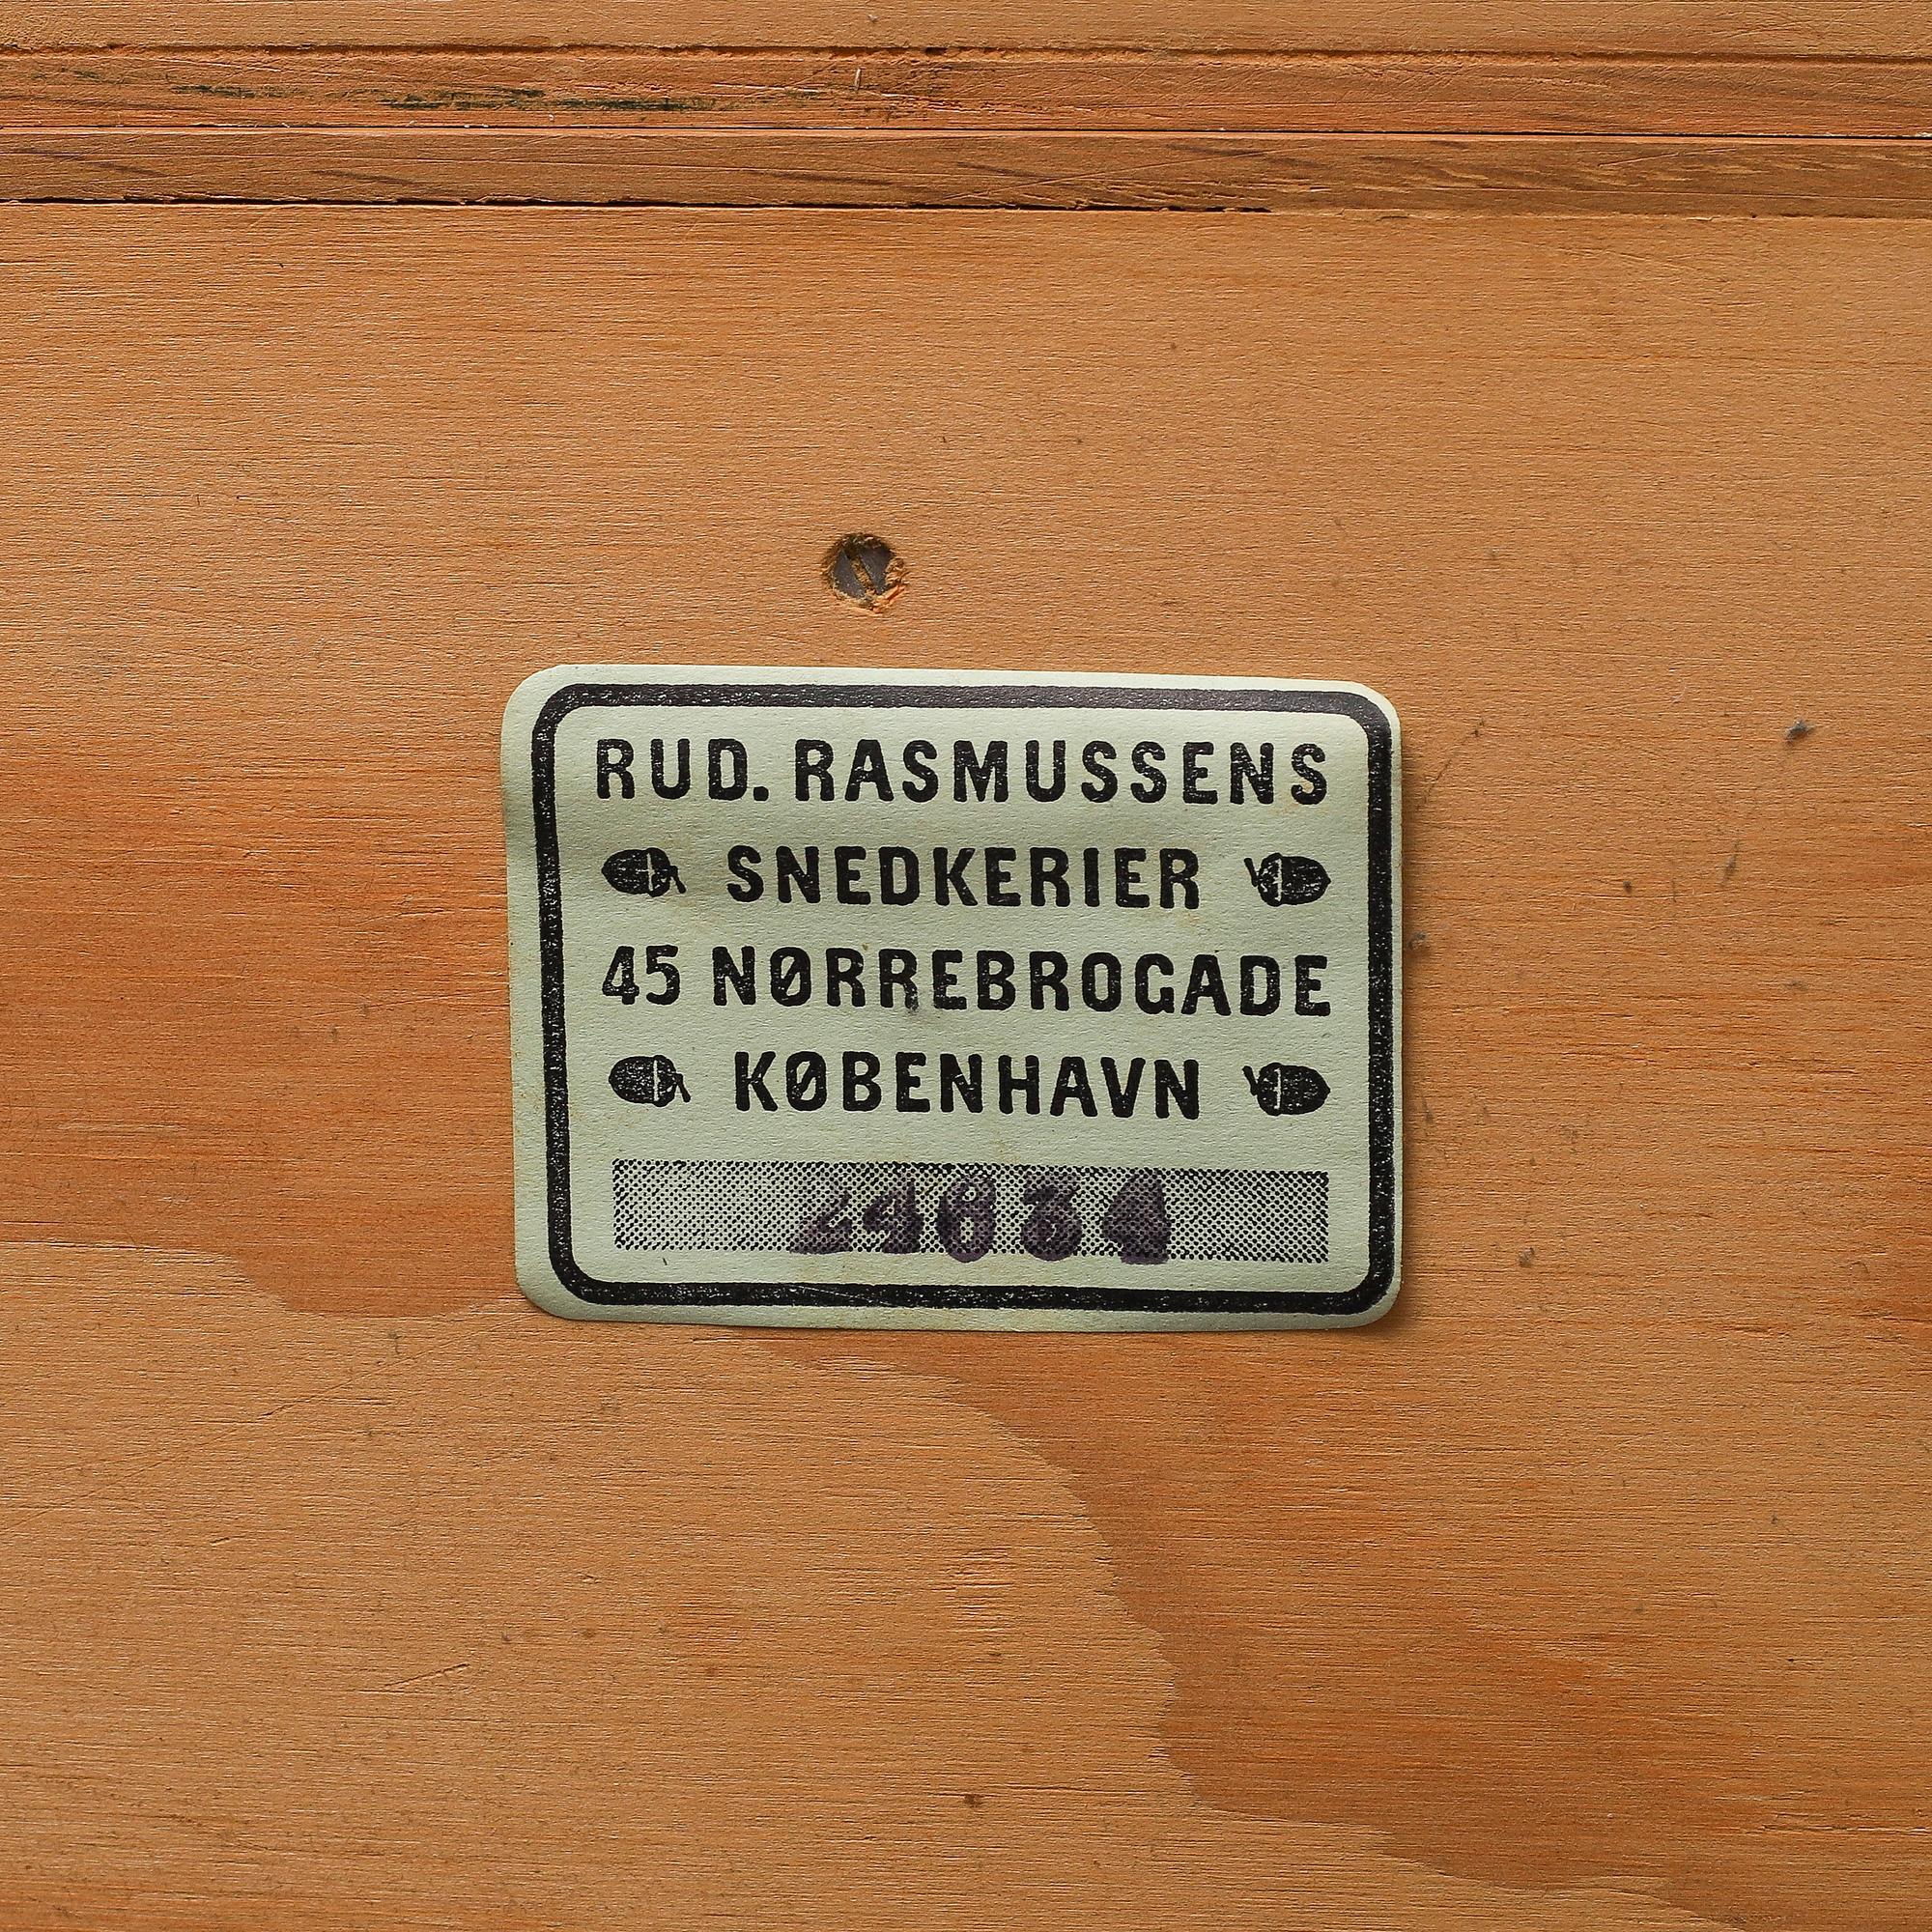 RUD. RASMUSSENS
SNEDKERIER
45 NØRREBROGADE
KØBENHAVN